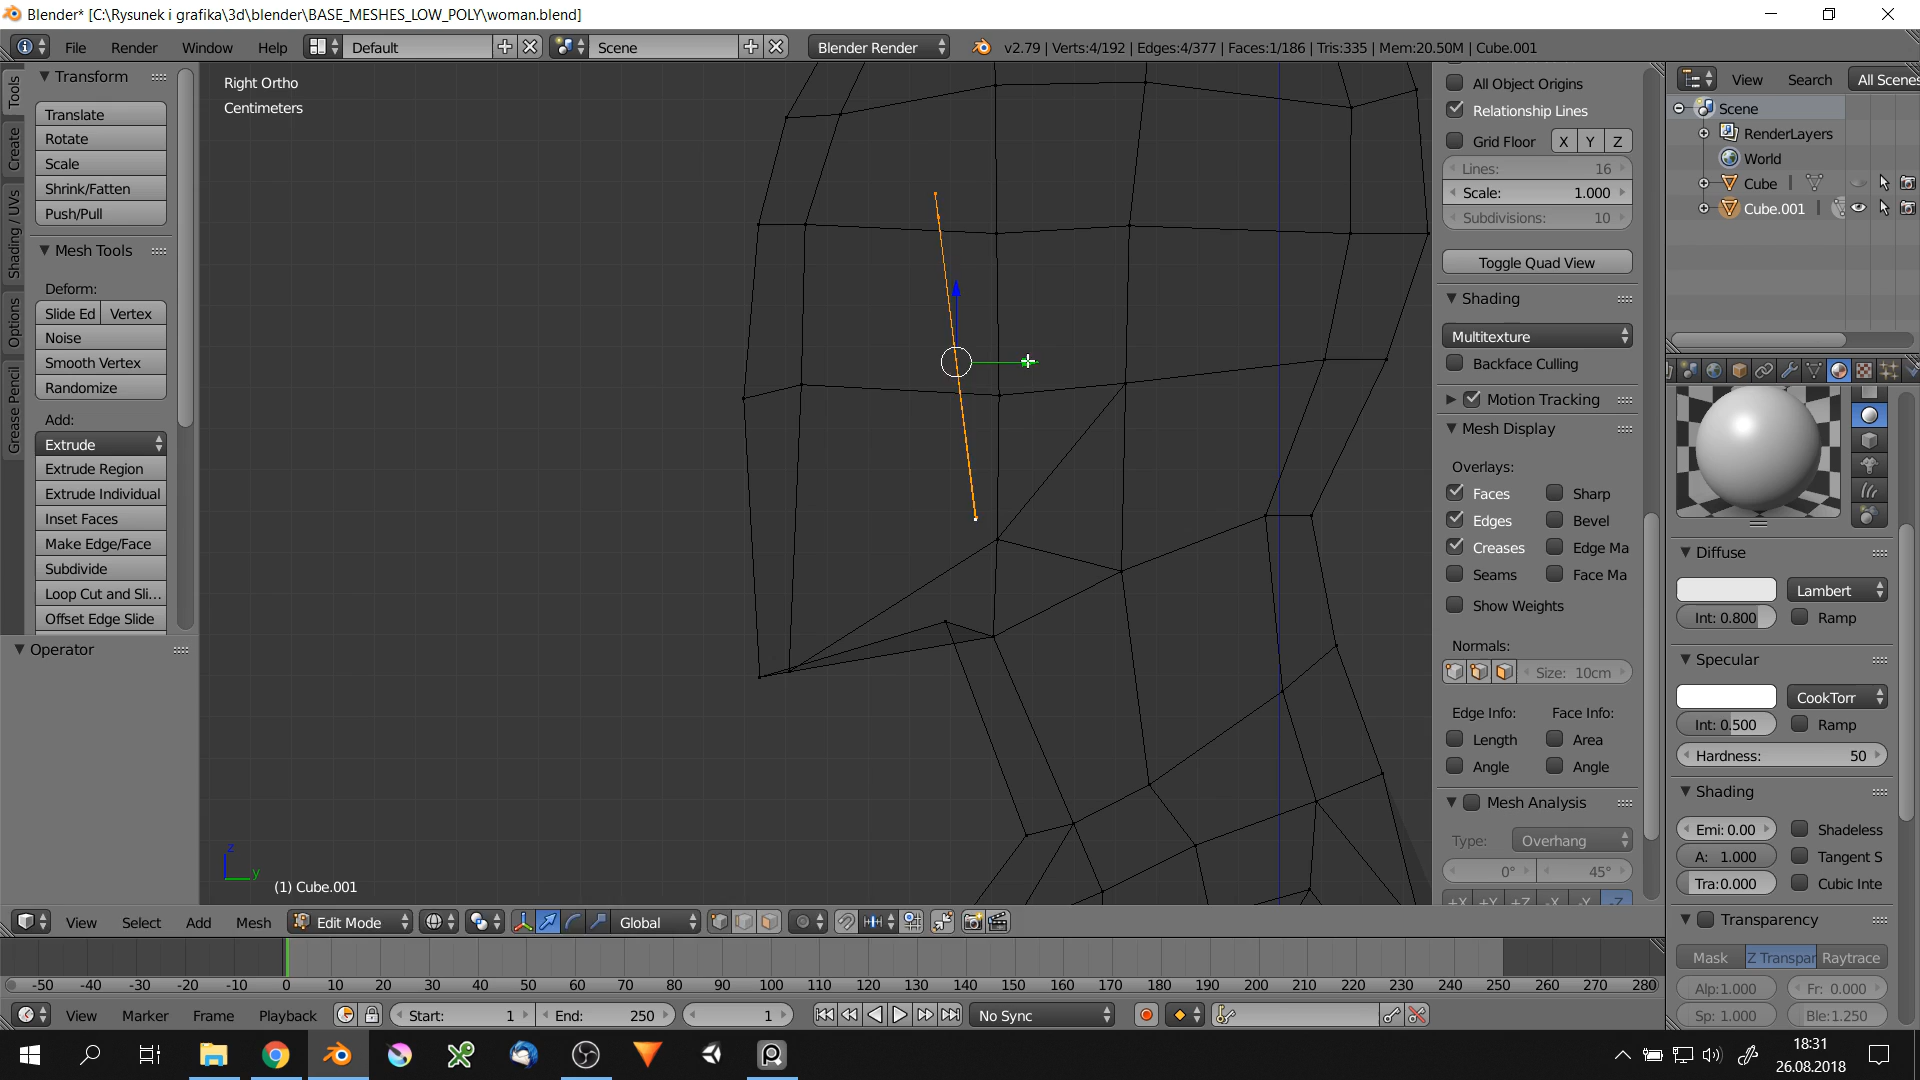 Blender* [C:\Rysunek i grafika\3d\blender\BASE_MESHES_LOW_POLY\woman.blend]
File Render Window Help Default Scene Blender Render v2.79 | Verts:4/192 | Edges:4/377 | Faces:1/186 | Tris:335 | Mem:20.50M | Cube.001
Tools
Create
Shading / UVs
Options
Grease Pencil
Transform
Translate
Rotate
Scale
Shrink/Fatten
Push/Pull
Mesh Tools
Deform:
Slide Ed Vertex
Noise
Smooth Vertex
Randomize
Add:
Extrude
Extrude Region
Extrude Individual
Inset Faces
Make Edge/Face
Subdivide
Loop Cut and Sli...
Offset Edge Slide
Operator
Right Ortho
Centimeters
z
y
(1) Cube.001
All Object Origins
Relationship Lines
Grid Floor X Y Z
Lines: 16
Scale: 1.000
Subdivisions: 10
Toggle Quad View
Shading
Multitexture
Backface Culling
Motion Tracking
Mesh Display
Overlays:
Faces Sharp
Edges Bevel
Creases Edge Ma
Seams Face Ma
Show Weights
Normals:
Size: 10cm
Edge Info: Face Info:
Length Area
Angle Angle
Mesh Analysis
Type: Overhang
0° 45°
+X +Y +Z -X -Y -Z
View Search All Scenes
Scene
RenderLayers
World
Cube
Cube.001
Diffuse
Lambert
Int: 0.800 Ramp
Specular
CookTorr
Int: 0.500 Ramp
Hardness: 50
Shading
Emi: 0.00 Shadeless
A: 1.000 Tangent S
Tra:0.000 Cubic Inte
Transparency
Mask Z Transpar Raytrace
Alp:1.000 Fr: 0.000
Sp: 1.000 Ble:1.250
View Select Add Mesh Edit Mode Global
-50 -40 -30 -20 -10 0 10 20 30 40 50 60 70 80 90 100 110 120 130 140 150 160 170 180 190 200 210 220 230 240 250 260 270 280
View Marker Frame Playback Start: 1 End: 250 1 No Sync
18:31
26.08.2018